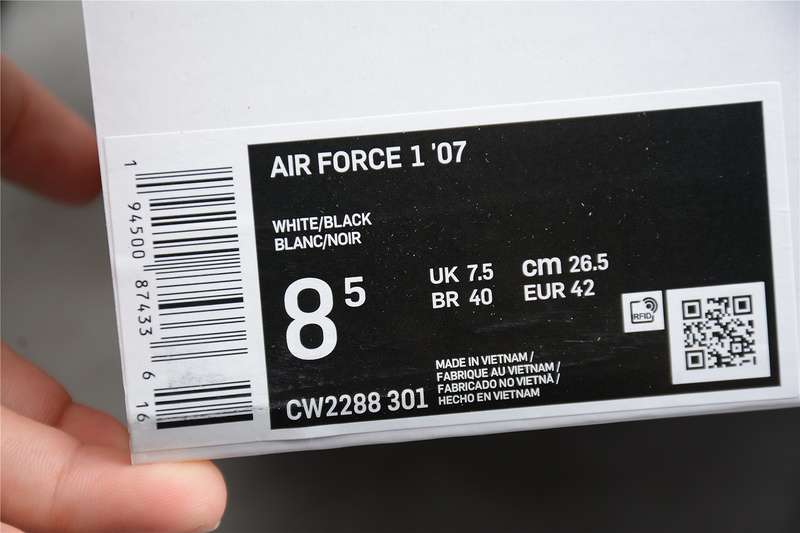 AIR FORCE 1 '07
WHITE/BLACK
BLANC/NOIR
8 5
UK 7.5 cm 26.5
BR 40 EUR 42
RFID
MADE IN VIETNAM /
FABRIQUE AU VIETNAM /
FABRICADO NO VIETNÃ /
HECHO EN VIETNAM
CW2288 301
1 94500 87433 6 16